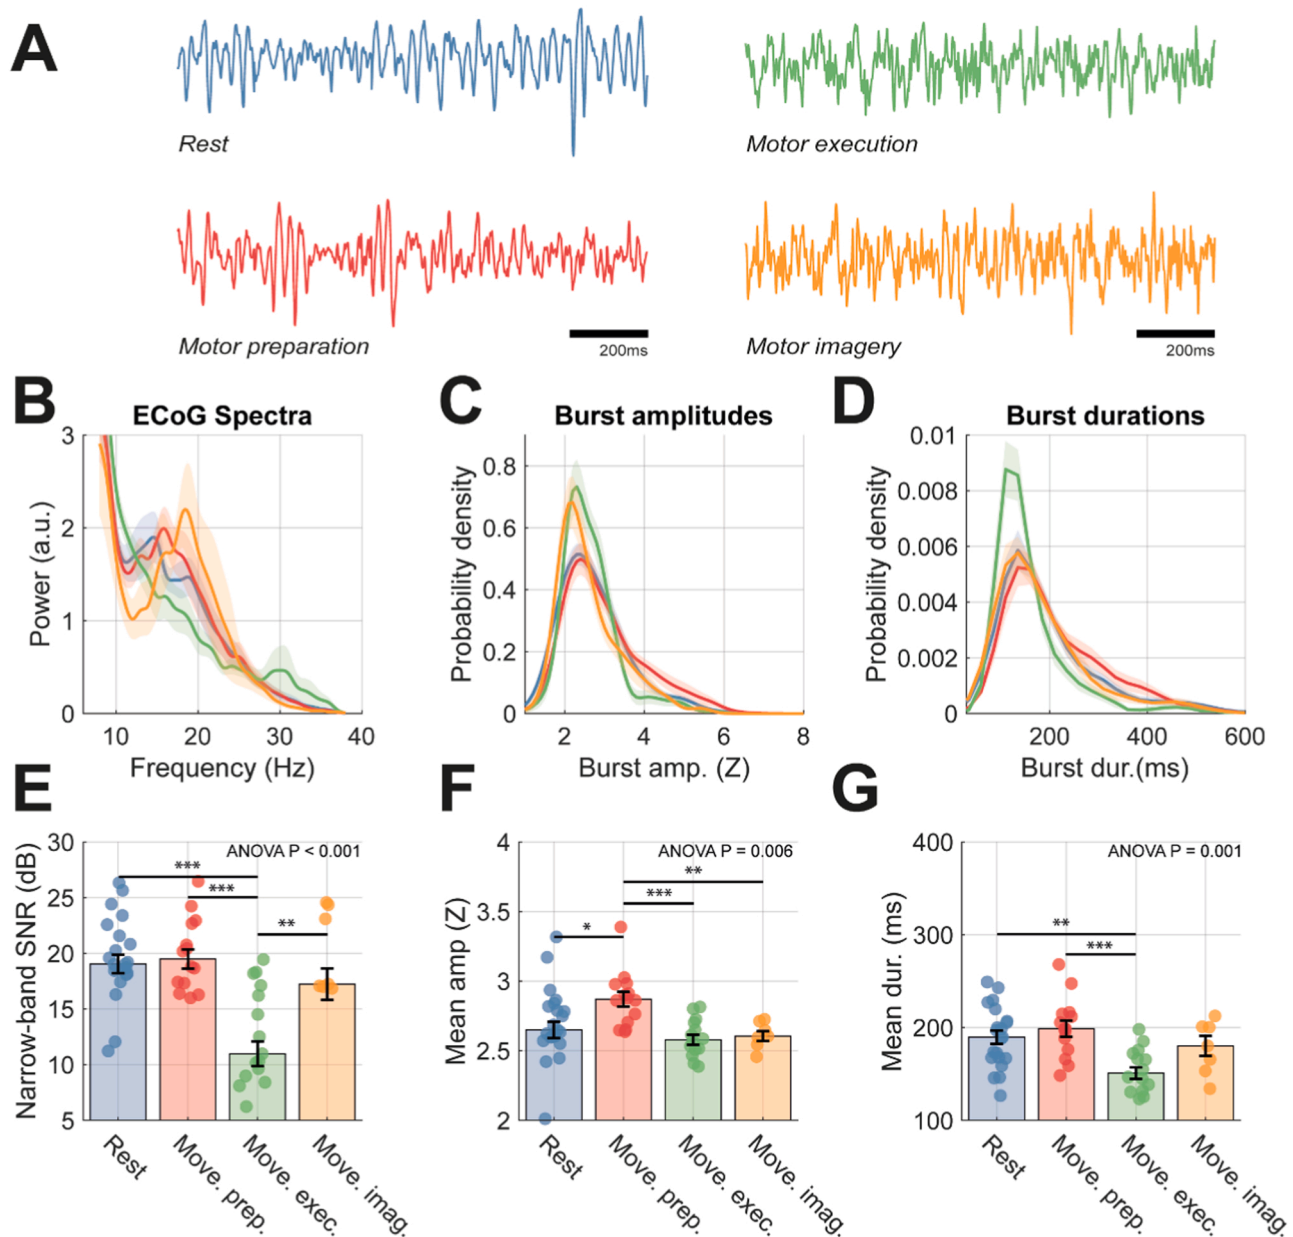 A
Rest
Motor execution
Motor preparation
200ms
Motor imagery
200ms
B
ECoG Spectra
Power (a.u.)
3
2
1
0
10
20
30
40
Frequency (Hz)
C
Burst amplitudes
Probability density
0.8
0.6
0.4
0.2
0
2
4
6
8
Burst amp. (Z)
D
Burst durations
Probability density
0.01
0.008
0.006
0.004
0.002
0
200
400
600
Burst dur.(ms)
E
Narrow-band SNR (dB)
30
25
20
15
10
5
ANOVA P < 0.001
***
***
**
Rest
Move. prep.
Move. exec.
Move. imag.
F
Mean amp (Z)
4
3.5
3
2.5
2
ANOVA P = 0.006
**
***
*
Rest
Move. prep.
Move. exec.
Move. imag.
G
Mean dur. (ms)
400
300
200
100
ANOVA P = 0.001
**
***
Rest
Move. prep.
Move. exec.
Move. imag.